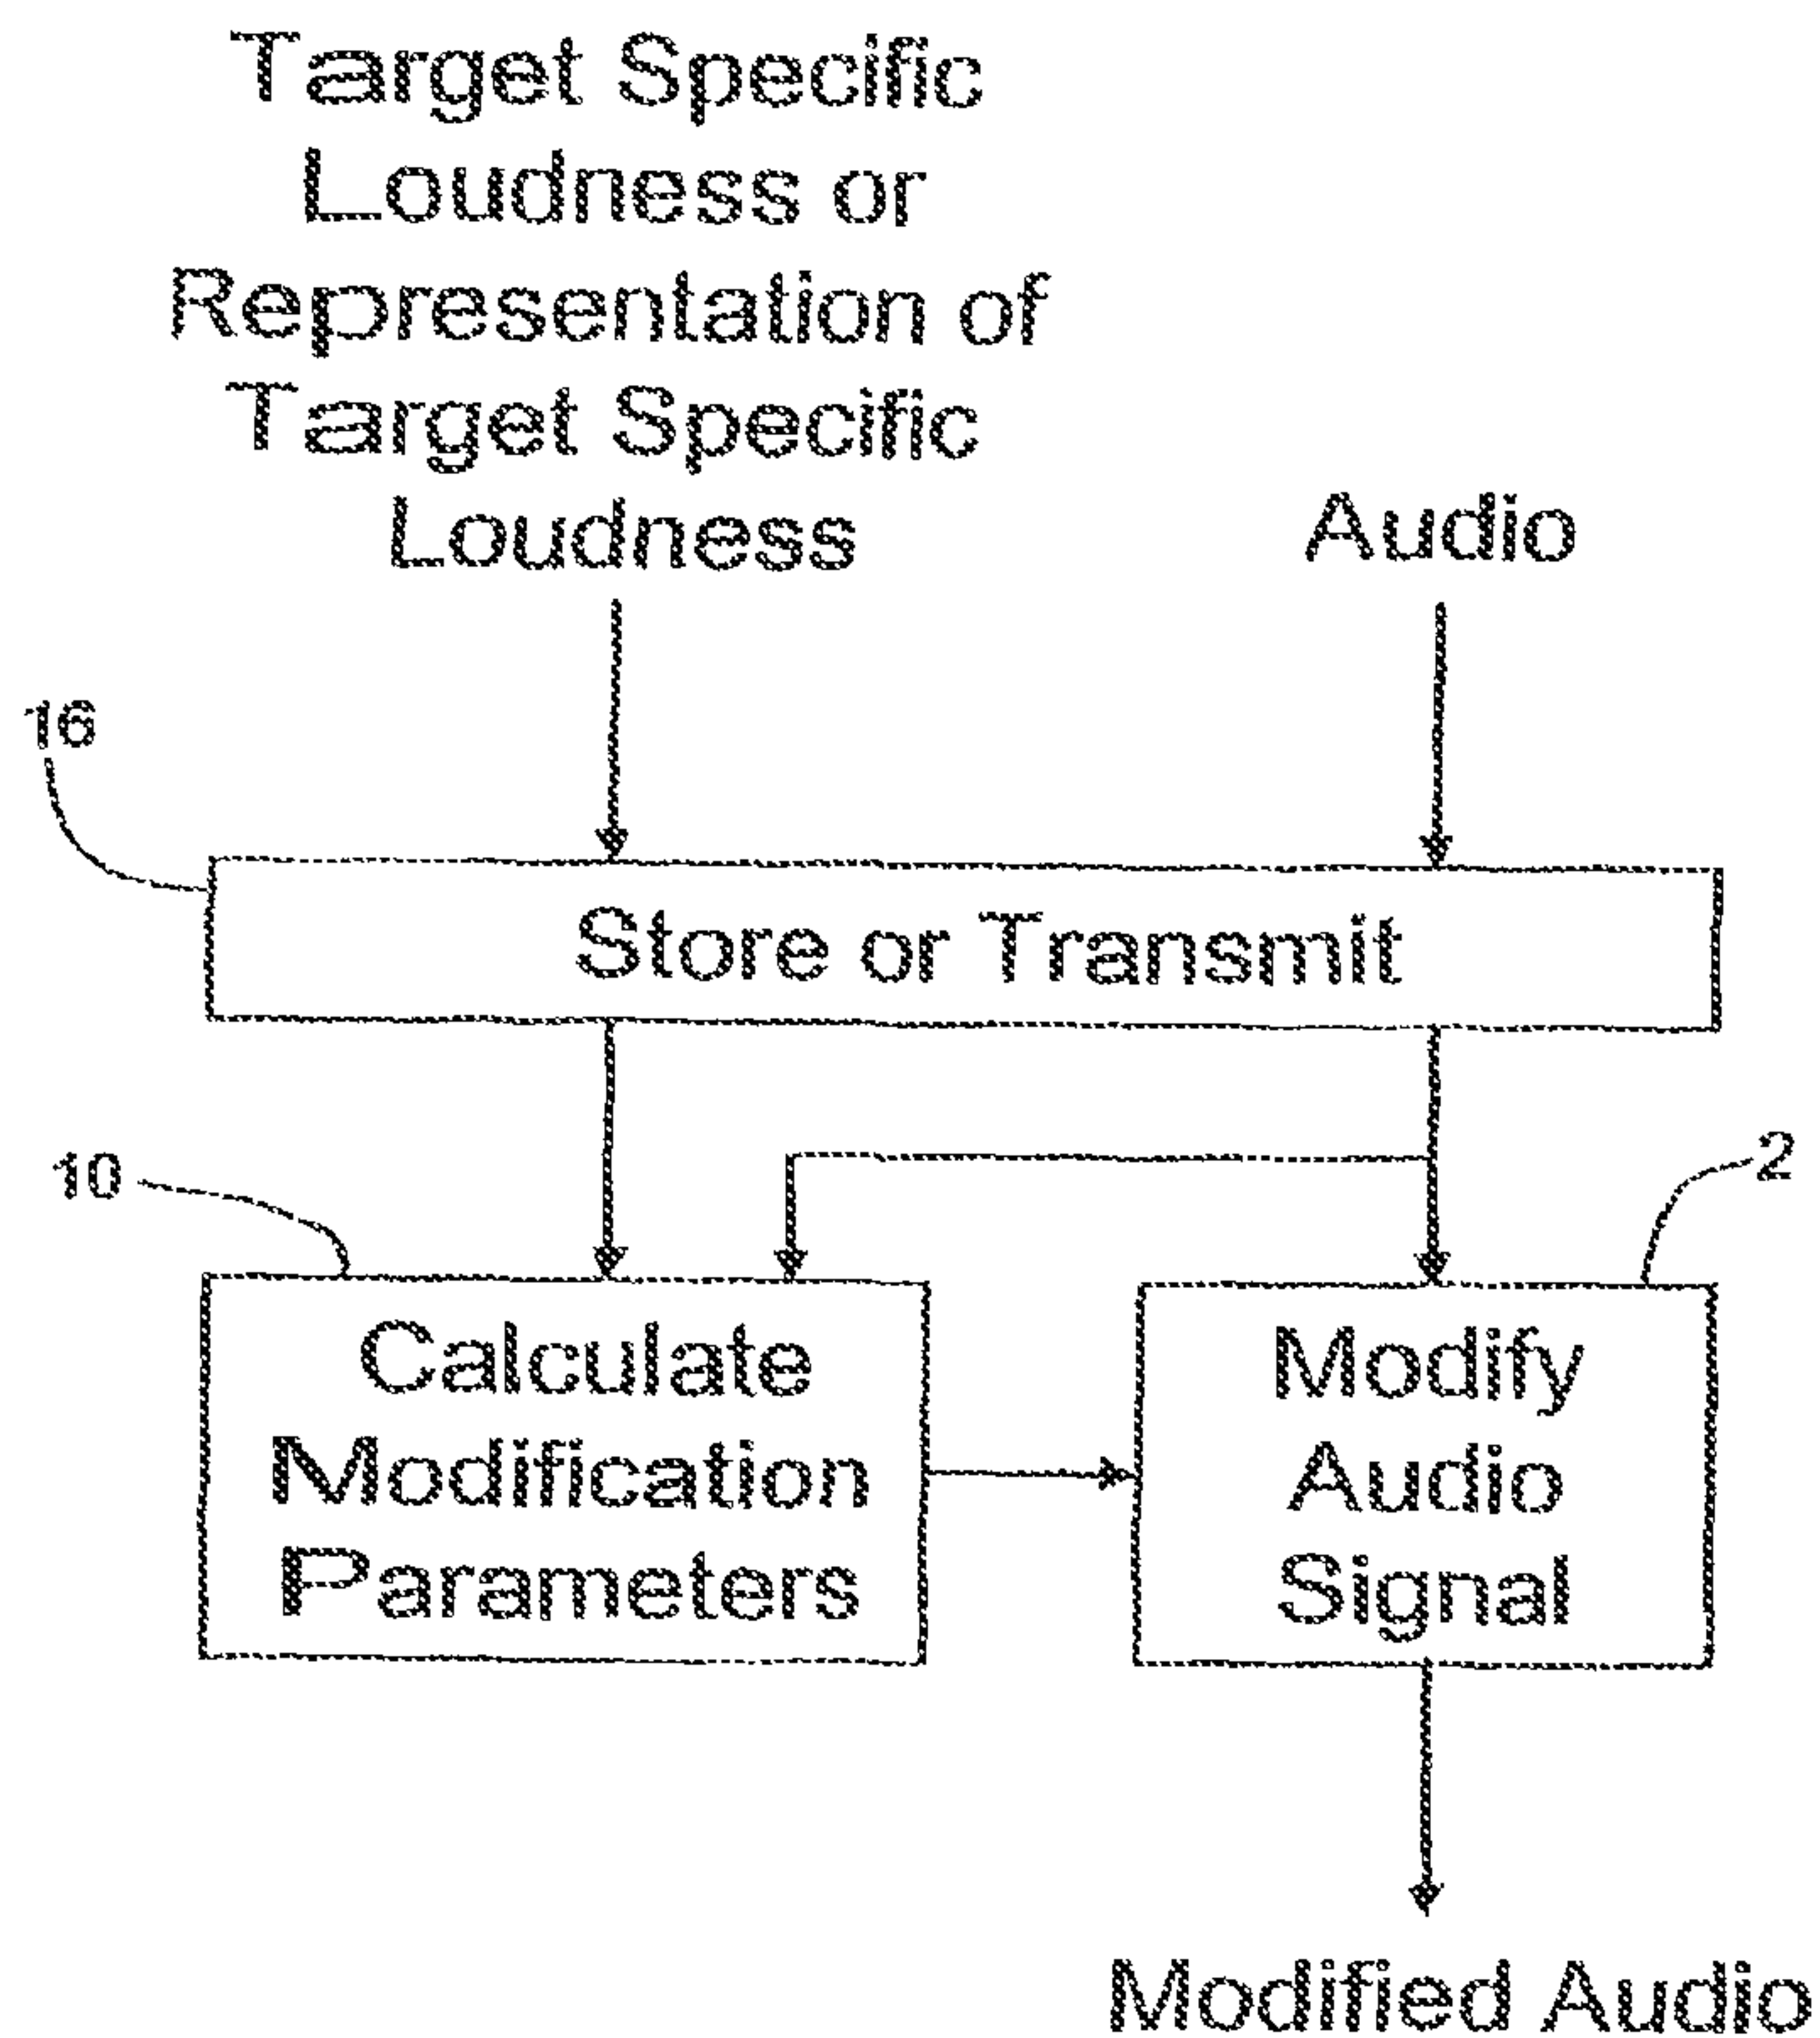 Target Specific
Loudness or
Representation of
Target Specific
Loudness
Audio
16
Store or Transmit
10
2
Calculate
Modification
Parameters
Modify
Audio
Signal
Modified Audio